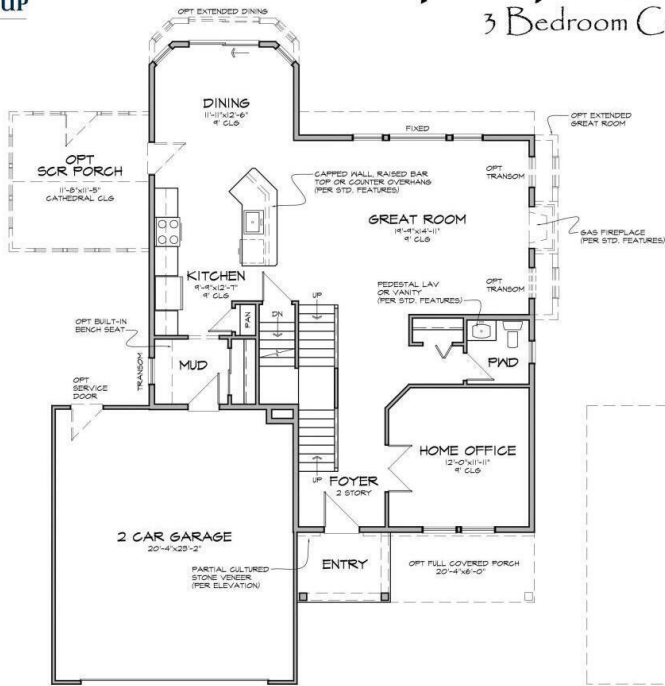 UP
3 Bedroom C
OPT EXTENDED DINING
DINING
11'-11"x12'-6"
9' CLG
FIXED
OPT EXTENDED
GREAT ROOM
OPT
SCR PORCH
11'-8"x11'-5"
CATHEDRAL CLG
CAPPED WALL, RAISED BAR
TOP OR COUNTER OVERHANG
(PER STD. FEATURES)
OPT
TRANSOM
GREAT ROOM
19'-9"x14'-11"
9' CLG
GAS FIREPLACE
(PER STD. FEATURES)
KITCHEN
9'-9"x12'-7"
9' CLG
PEDESTAL LAV
OR VANITY
(PER STD. FEATURES)
OPT
TRANSOM
UP
DN
PAN
OPT BUILT-IN
BENCH SEAT
MUD
TRANSOM
PWD
OPT
SERVICE
DOOR
HOME OFFICE
12'-0"x11'-11"
9' CLG
UP
FOYER
2 STORY
2 CAR GARAGE
20'-4"x23'-2"
PARTIAL CULTURED
STONE VENEER
(PER ELEVATION)
ENTRY
OPT FULL COVERED PORCH
20'-4"x6'-0"